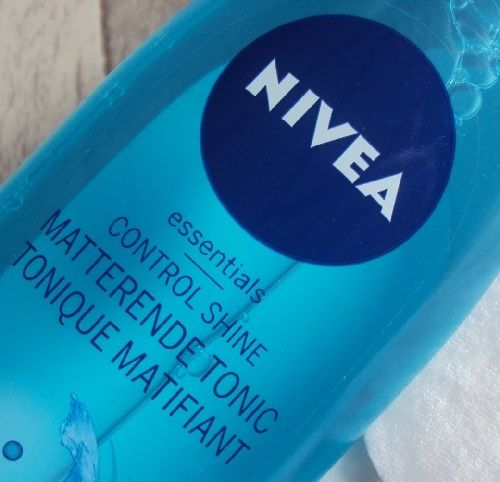 NIVEA
essentials
CONTROL SHINE
MATTERENDE TONIC
TONIQUE MATIFIANT